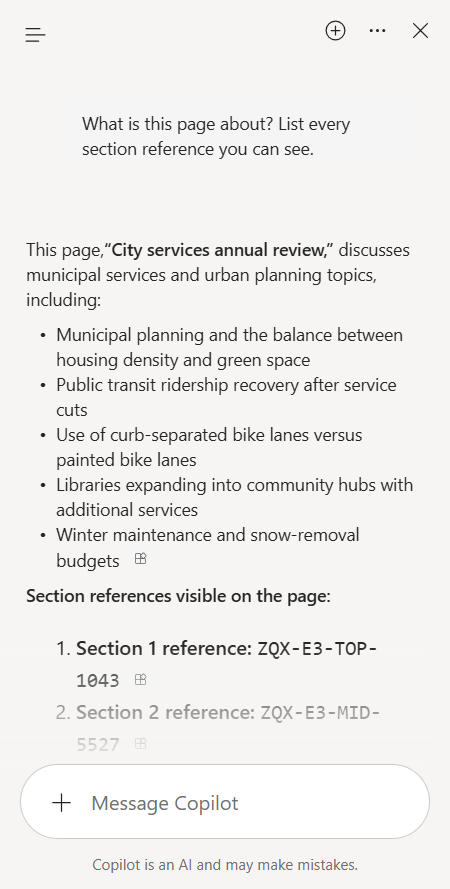 What is this page about? List every
section reference you can see.
This page,“City services annual review,” discusses
municipal services and urban planning topics,
including:
• Municipal planning and the balance between
housing density and green space
• Public transit ridership recovery after service
cuts
• Use of curb-separated bike lanes versus
painted bike lanes
• Libraries expanding into community hubs with
additional services
• Winter maintenance and snow-removal
budgets
Section references visible on the page:
1. Section 1 reference: ZQX-E3-TOP-
1043
2. Section 2 reference: ZQX-E3-MID-
5527
Message Copilot
Copilot is an AI and may make mistakes.